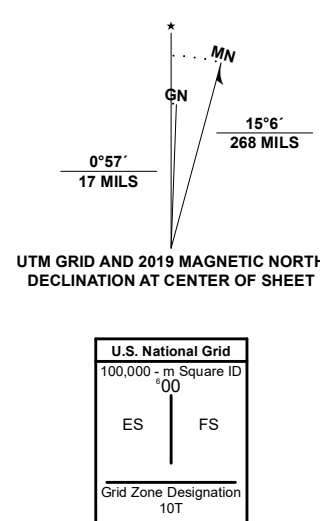 ★
MN
GN
15°6´
268 MILS
0°57´
17 MILS
UTM GRID AND 2019 MAGNETIC NORTH
DECLINATION AT CENTER OF SHEET
U.S. National Grid
100,000 - m Square ID
⁶00
ES FS
Grid Zone Designation
10T